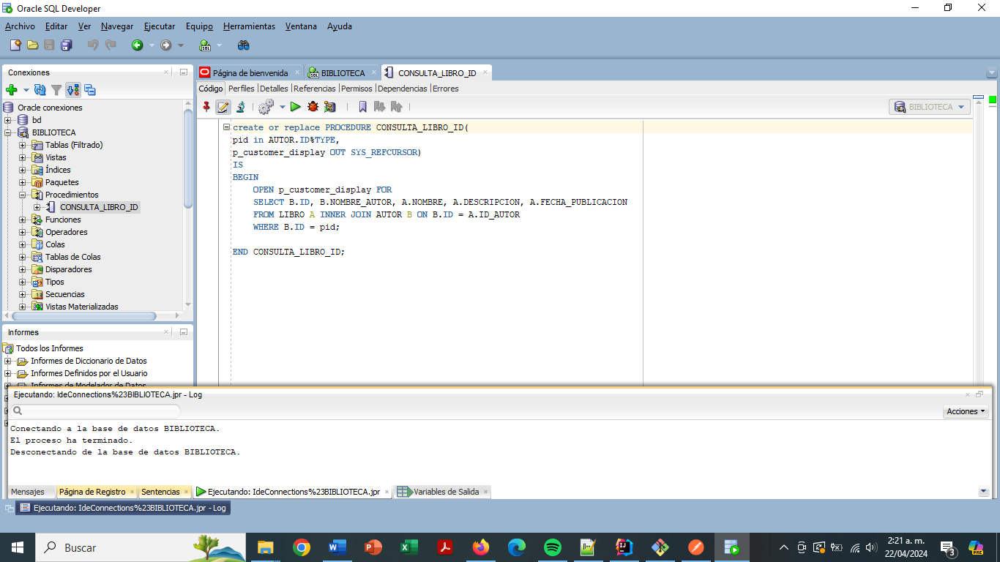 Oracle SQL Developer
Archivo Editar Ver Navegar Ejecutar Equipo Herramientas Ventana Ayuda
Conexiones
Oracle conexiones
bd
BIBLIOTECA
Tablas (Filtrado)
Vistas
Índices
Paquetes
Procedimientos
CONSULTA_LIBRO_ID
Funciones
Operadores
Colas
Tablas de Colas
Disparadores
Tipos
Secuencias
Vistas Materializadas
Informes
Todos los Informes
Informes de Diccionario de Datos
Informes Definidos por el Usuario
Informes de Modelador de Datos
Página de bienvenida BIBLIOTECA CONSULTA_LIBRO_ID
Código Perfiles Detalles Referencias Permisos Dependencias Errores
BIBLIOTECA
create or replace PROCEDURE CONSULTA_LIBRO_ID(
pid in AUTOR.ID%TYPE,
p_customer_display OUT SYS_REFCURSOR)
IS
BEGIN
OPEN p_customer_display FOR
SELECT B.ID, B.NOMBRE_AUTOR, A.NOMBRE, A.DESCRIPCION, A.FECHA_PUBLICACION
FROM LIBRO A INNER JOIN AUTOR B ON B.ID = A.ID_AUTOR
WHERE B.ID = pid;
END CONSULTA_LIBRO_ID;
Ejecutando: IdeConnections%23BIBLIOTECA.jpr - Log
Acciones
Conectando a la base de datos BIBLIOTECA.
El proceso ha terminado.
Desconectando de la base de datos BIBLIOTECA.
Mensajes Página de Registro Sentencias Ejecutando: IdeConnections%23BIBLIOTECA.jpr Variables de Salida
Ejecutando: IdeConnections%23BIBLIOTECA.jpr - Log
Buscar
2:21 a. m.
22/04/2024
3
PRE